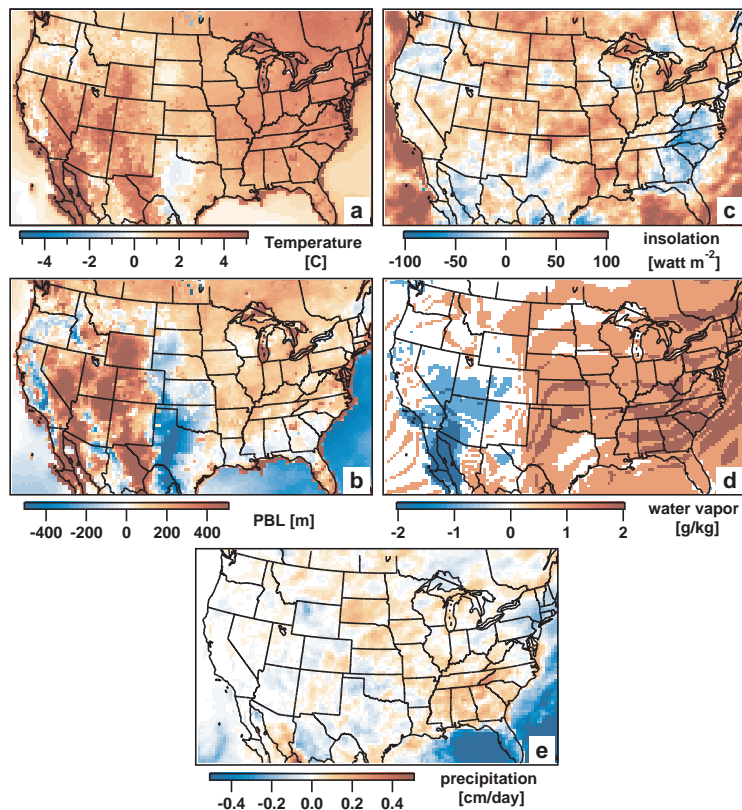 a
c
-4 -2 0 2 4
Temperature
[C]
-100 -50 0 50 100
insolation
[watt m-2]
b
d
-400 -200 0 200 400
PBL [m]
-2 -1 0 1 2
water vapor
[g/kg]
e
-0.4 -0.2 0.0 0.2 0.4
precipitation
[cm/day]